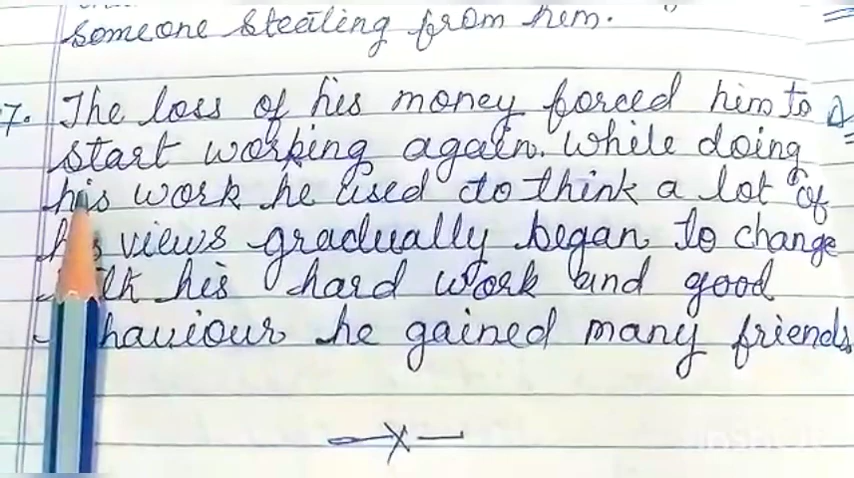 someone stealing from him.
7. The loss of his money forced him to
start working again. While doing
his work he used to think a lot of
views gradually began to change
his hard work and good
he gained many friends